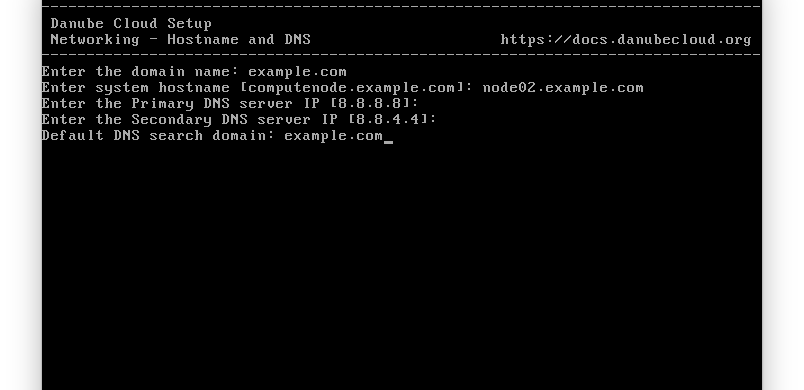 Danube Cloud Setup
Networking - Hostname and DNS https://docs.danubecloud.org
Enter the domain name: example.com
Enter system hostname [computenode.example.com]: node02.example.com
Enter the Primary DNS server IP [8.8.8.8]:
Enter the Secondary DNS server IP [8.8.4.4]:
Default DNS search domain: example.com_